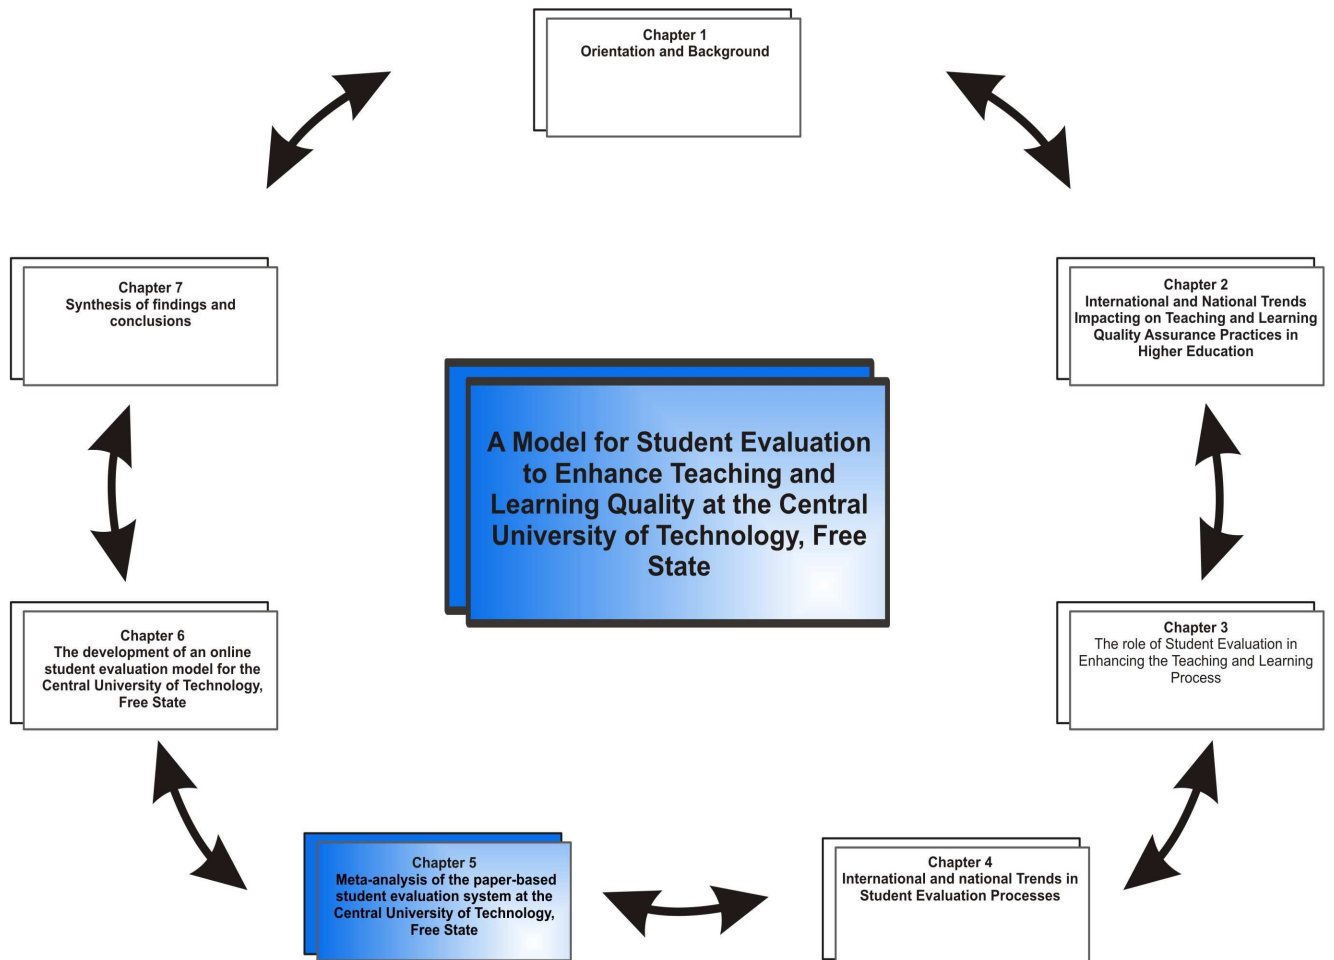 Chapter 1
Orientation and Background
Chapter 7
Synthesis of findings and
conclusions
Chapter 2
International and National Trends
Impacting on Teaching and Learning
Quality Assurance Practices in
Higher Education
A Model for Student Evaluation
to Enhance Teaching and
Learning Quality at the Central
University of Technology, Free
State
Chapter 6
The development of an online
student evaluation model for the
Central University of Technology,
Free State
Chapter 3
The role of Student Evaluation in
Enhancing the Teaching and Learning
Process
Chapter 5
Meta-analysis of the paper-based
student evaluation system at the
Central University of Technology,
Free State
Chapter 4
International and national Trends in
Student Evaluation Processes